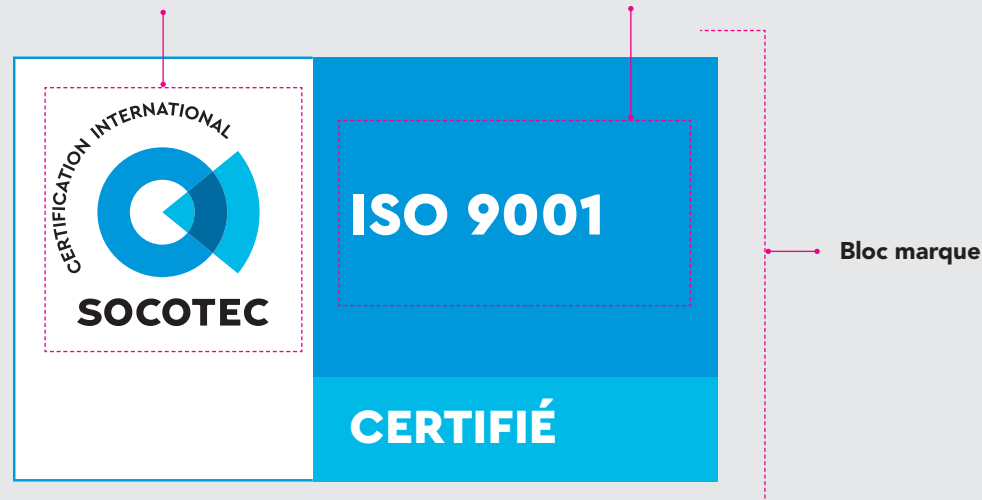 CERTIFICATION INTERNATIONAL
SOCOTEC
ISO 9001
CERTIFIÉ
Bloc marque